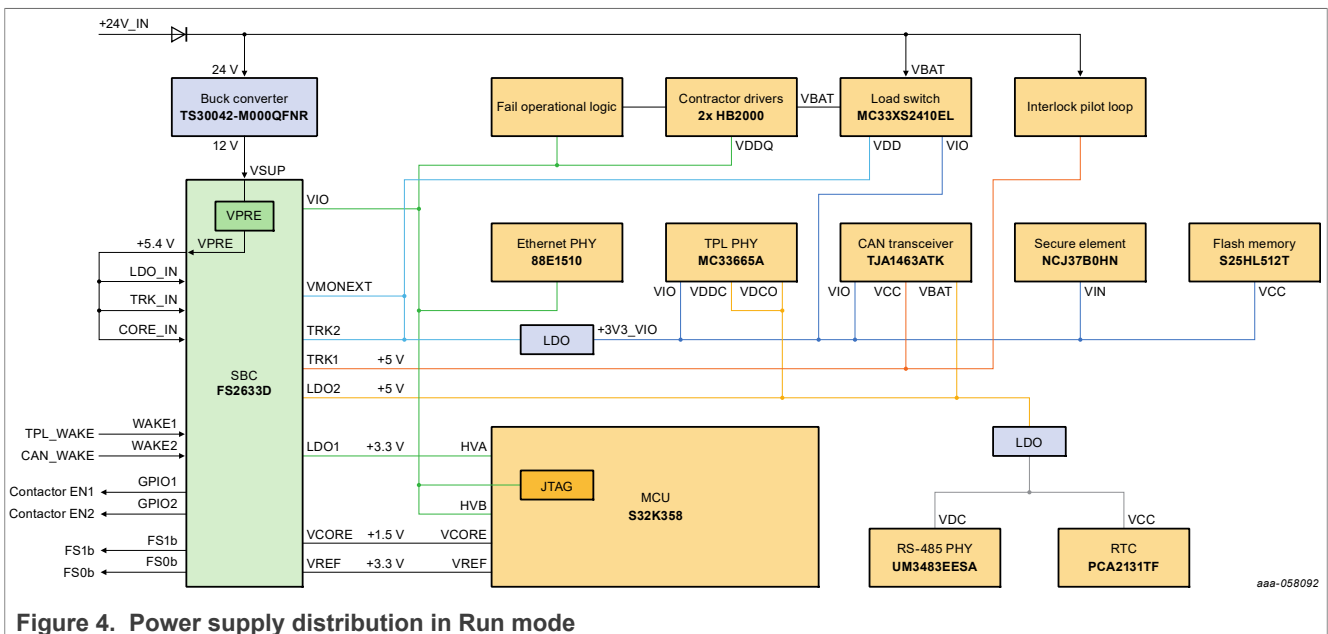 +24V_IN
24 V
VBAT
Buck converter
TS30042-M000QFNR
Fail operational logic
Contractor drivers
2x HB2000
VBAT
Load switch
MC33XS2410EL
Interlock pilot loop
12 V
VSUP
VDDQ
VDD
VIO
VPRE
VIO
+5.4 V
VPRE
LDO_IN
TRK_IN
CORE_IN
Ethernet PHY
88E1510
TPL PHY
MC33665A
CAN transceiver
TJA1463ATK
Secure element
NCJ37B0HN
Flash memory
S25HL512T
VIO
VDDC
VDCO
VIO
VCC
VBAT
VIN
VCC
VMONEXT
TRK2
LDO
+3V3_VIO
TRK1
+5 V
SBC
FS2633D
LDO2
+5 V
TPL_WAKE
WAKE1
CAN_WAKE
WAKE2
LDO1
+3.3 V
HVA
LDO
Contactor EN1
GPIO1
Contactor EN2
GPIO2
JTAG
HVB
MCU
S32K358
VDC
VCC
FS1b
FS1b
FS0b
FS0b
VCORE
+1.5 V
VCORE
VREF
+3.3 V
VREF
RS-485 PHY
UM3483EESA
RTC
PCA2131TF
aaa-058092
Figure 4. Power supply distribution in Run mode